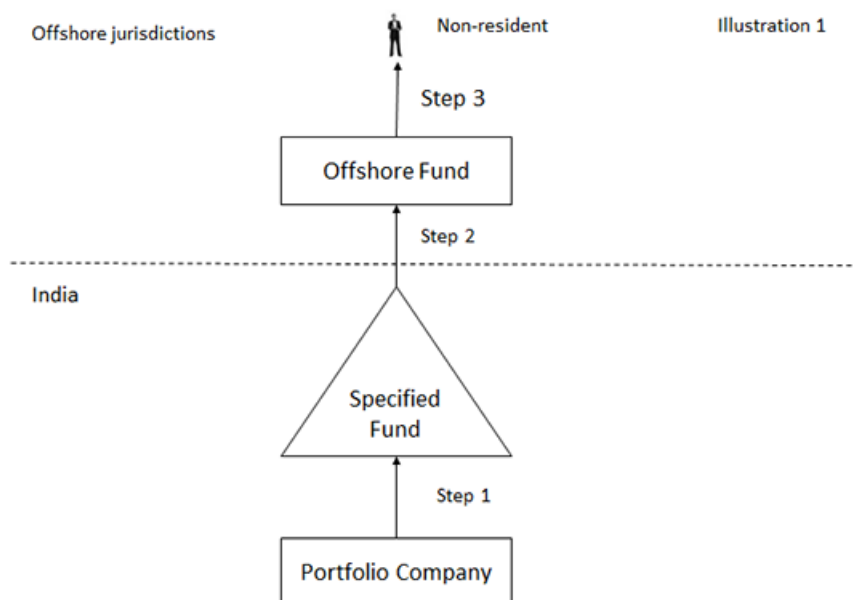 Offshore jurisdictions
Non-resident
Illustration 1
Step 3
Offshore Fund
Step 2
India
Specified
Fund
Step 1
Portfolio Company